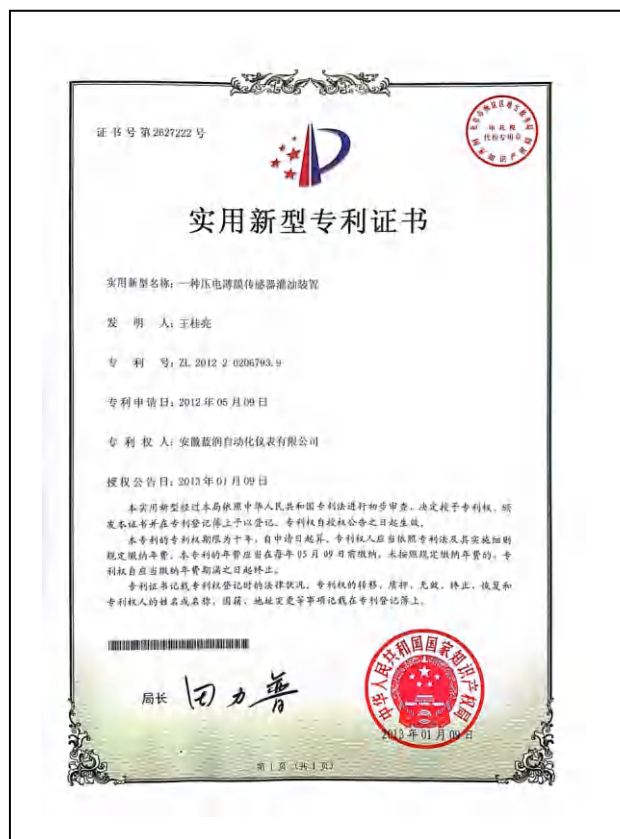 证书号第2627222号
印花税
代扣专用章
实用新型专利证书
实用新型名称：一种压电薄膜传感器灌油装置
发 明 人：王桂亮
专 利 号：ZL 2012 2 0206793.9
专利申请日：2012年05月09日
专 利 权 人：安徽蓝润自动化仪表有限公司
授权公告日：2013年01月09日
本实用新型经过本局依照中华人民共和国专利法进行初步审查，决定授予专利权，颁
发本证书并在专利登记簿上予以登记。专利权自授权公告之日起生效。
本专利的专利权期限为十年，自申请日起算。专利权人应当依照专利法及其实施细则
规定缴纳年费。本专利的年费应当在每年05月09日前缴纳。未按照规定缴纳年费的，专
利权自应当缴纳年费期满之日起终止。
专利证书记载专利权登记时的法律状况。专利权的转移、质押、无效、终止、恢复和
专利权人的姓名或名称、国籍、地址变更等事项记载在专利登记簿上。
局长 田力普
中华人民共和国国家知识产权局
2013年01月09日
第1页（共1页）